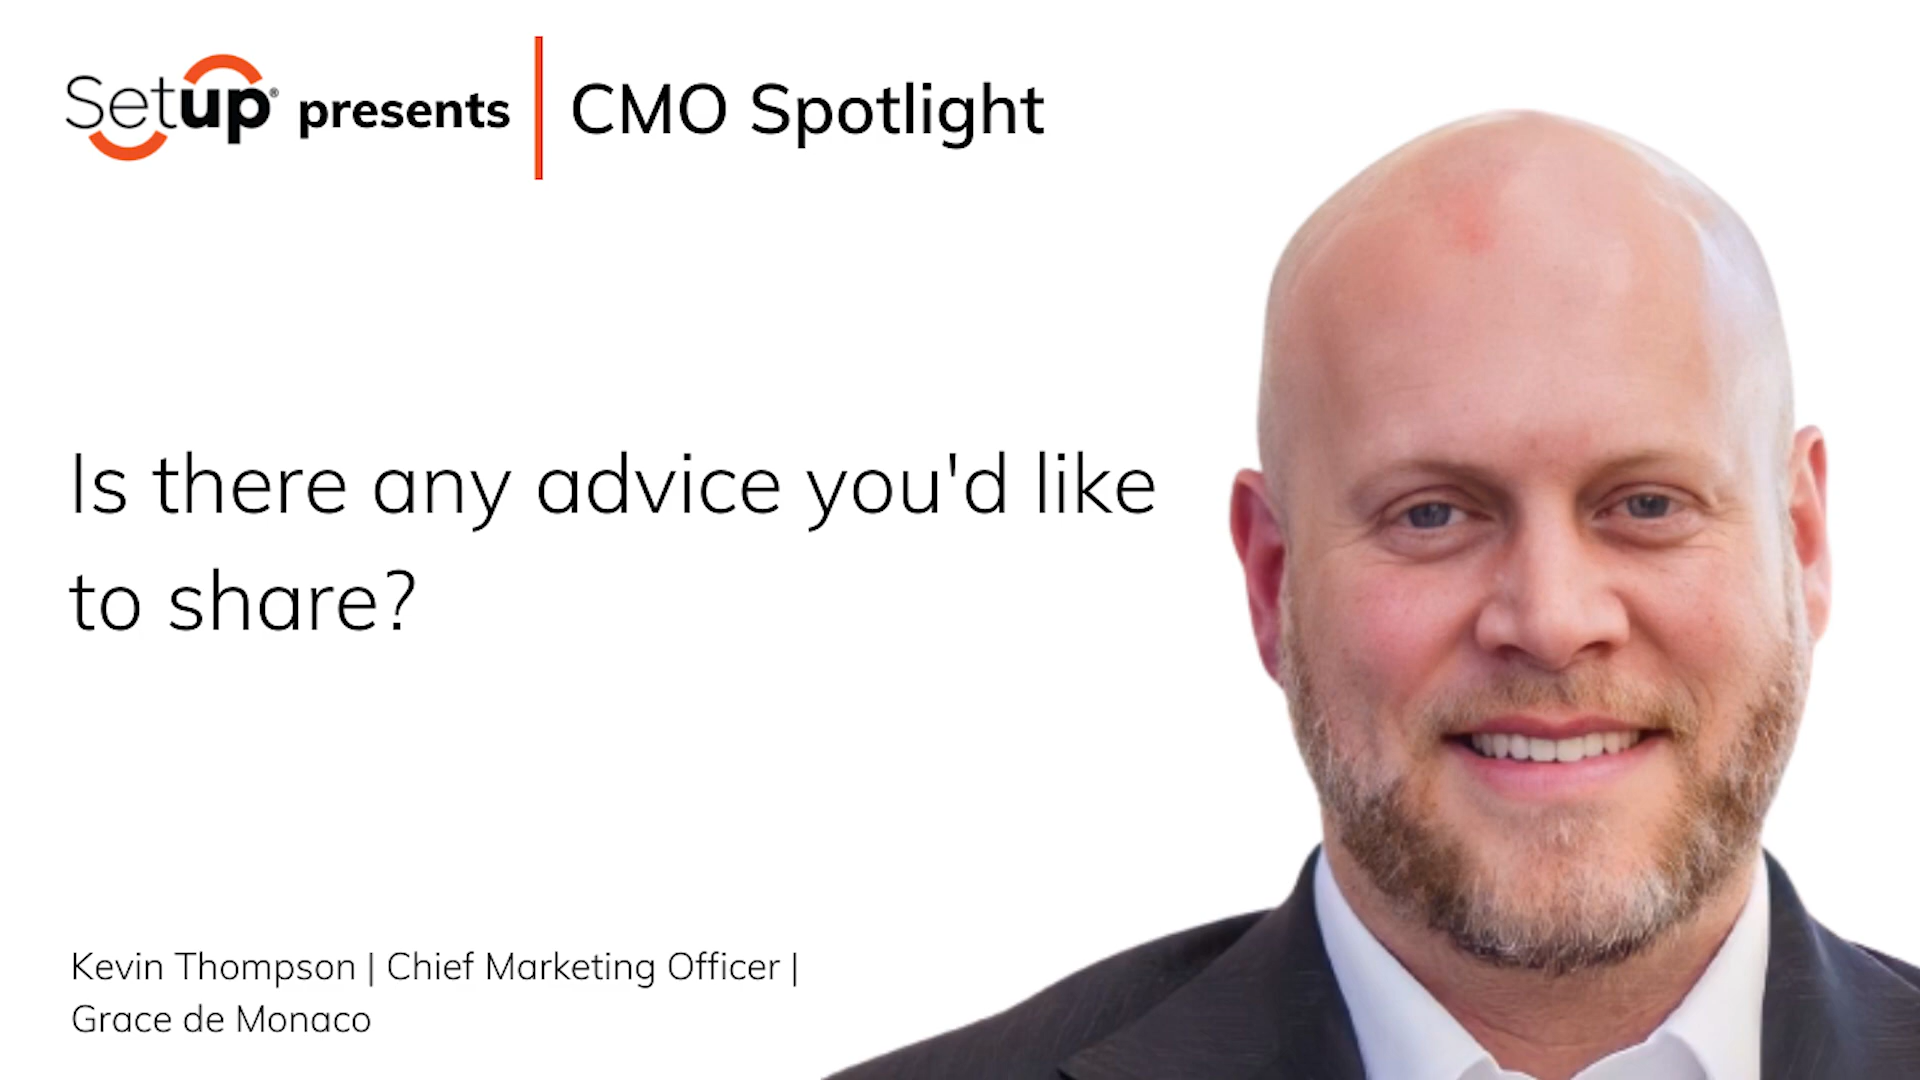 Setup® presents | CMO Spotlight
Is there any advice you'd like
to share?
Kevin Thompson | Chief Marketing Officer |
Grace de Monaco